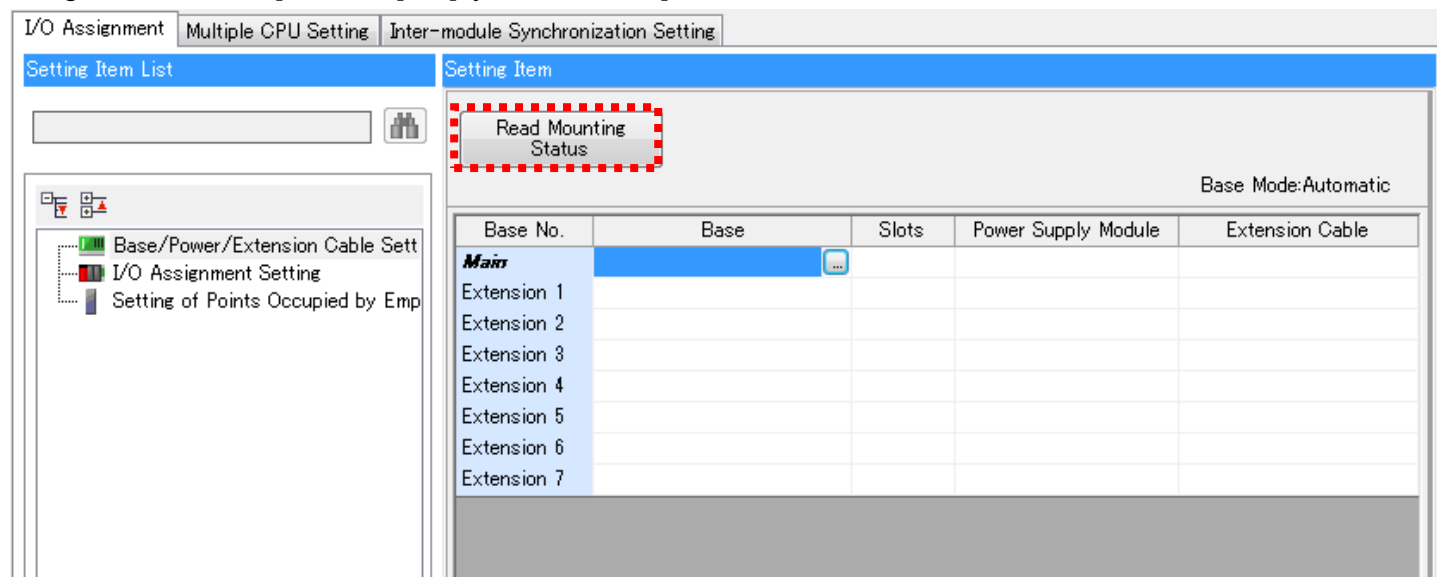 I/O Assignment Multiple CPU Setting Inter-module Synchronization Setting
Setting Item List
Setting Item
Read Mounting
Status
Base Mode:Automatic
Base/Power/Extension Cable Sett
I/O Assignment Setting
Setting of Points Occupied by Emp
Base No. Base Slots Power Supply Module Extension Cable
Main ...
Extension 1
Extension 2
Extension 3
Extension 4
Extension 5
Extension 6
Extension 7